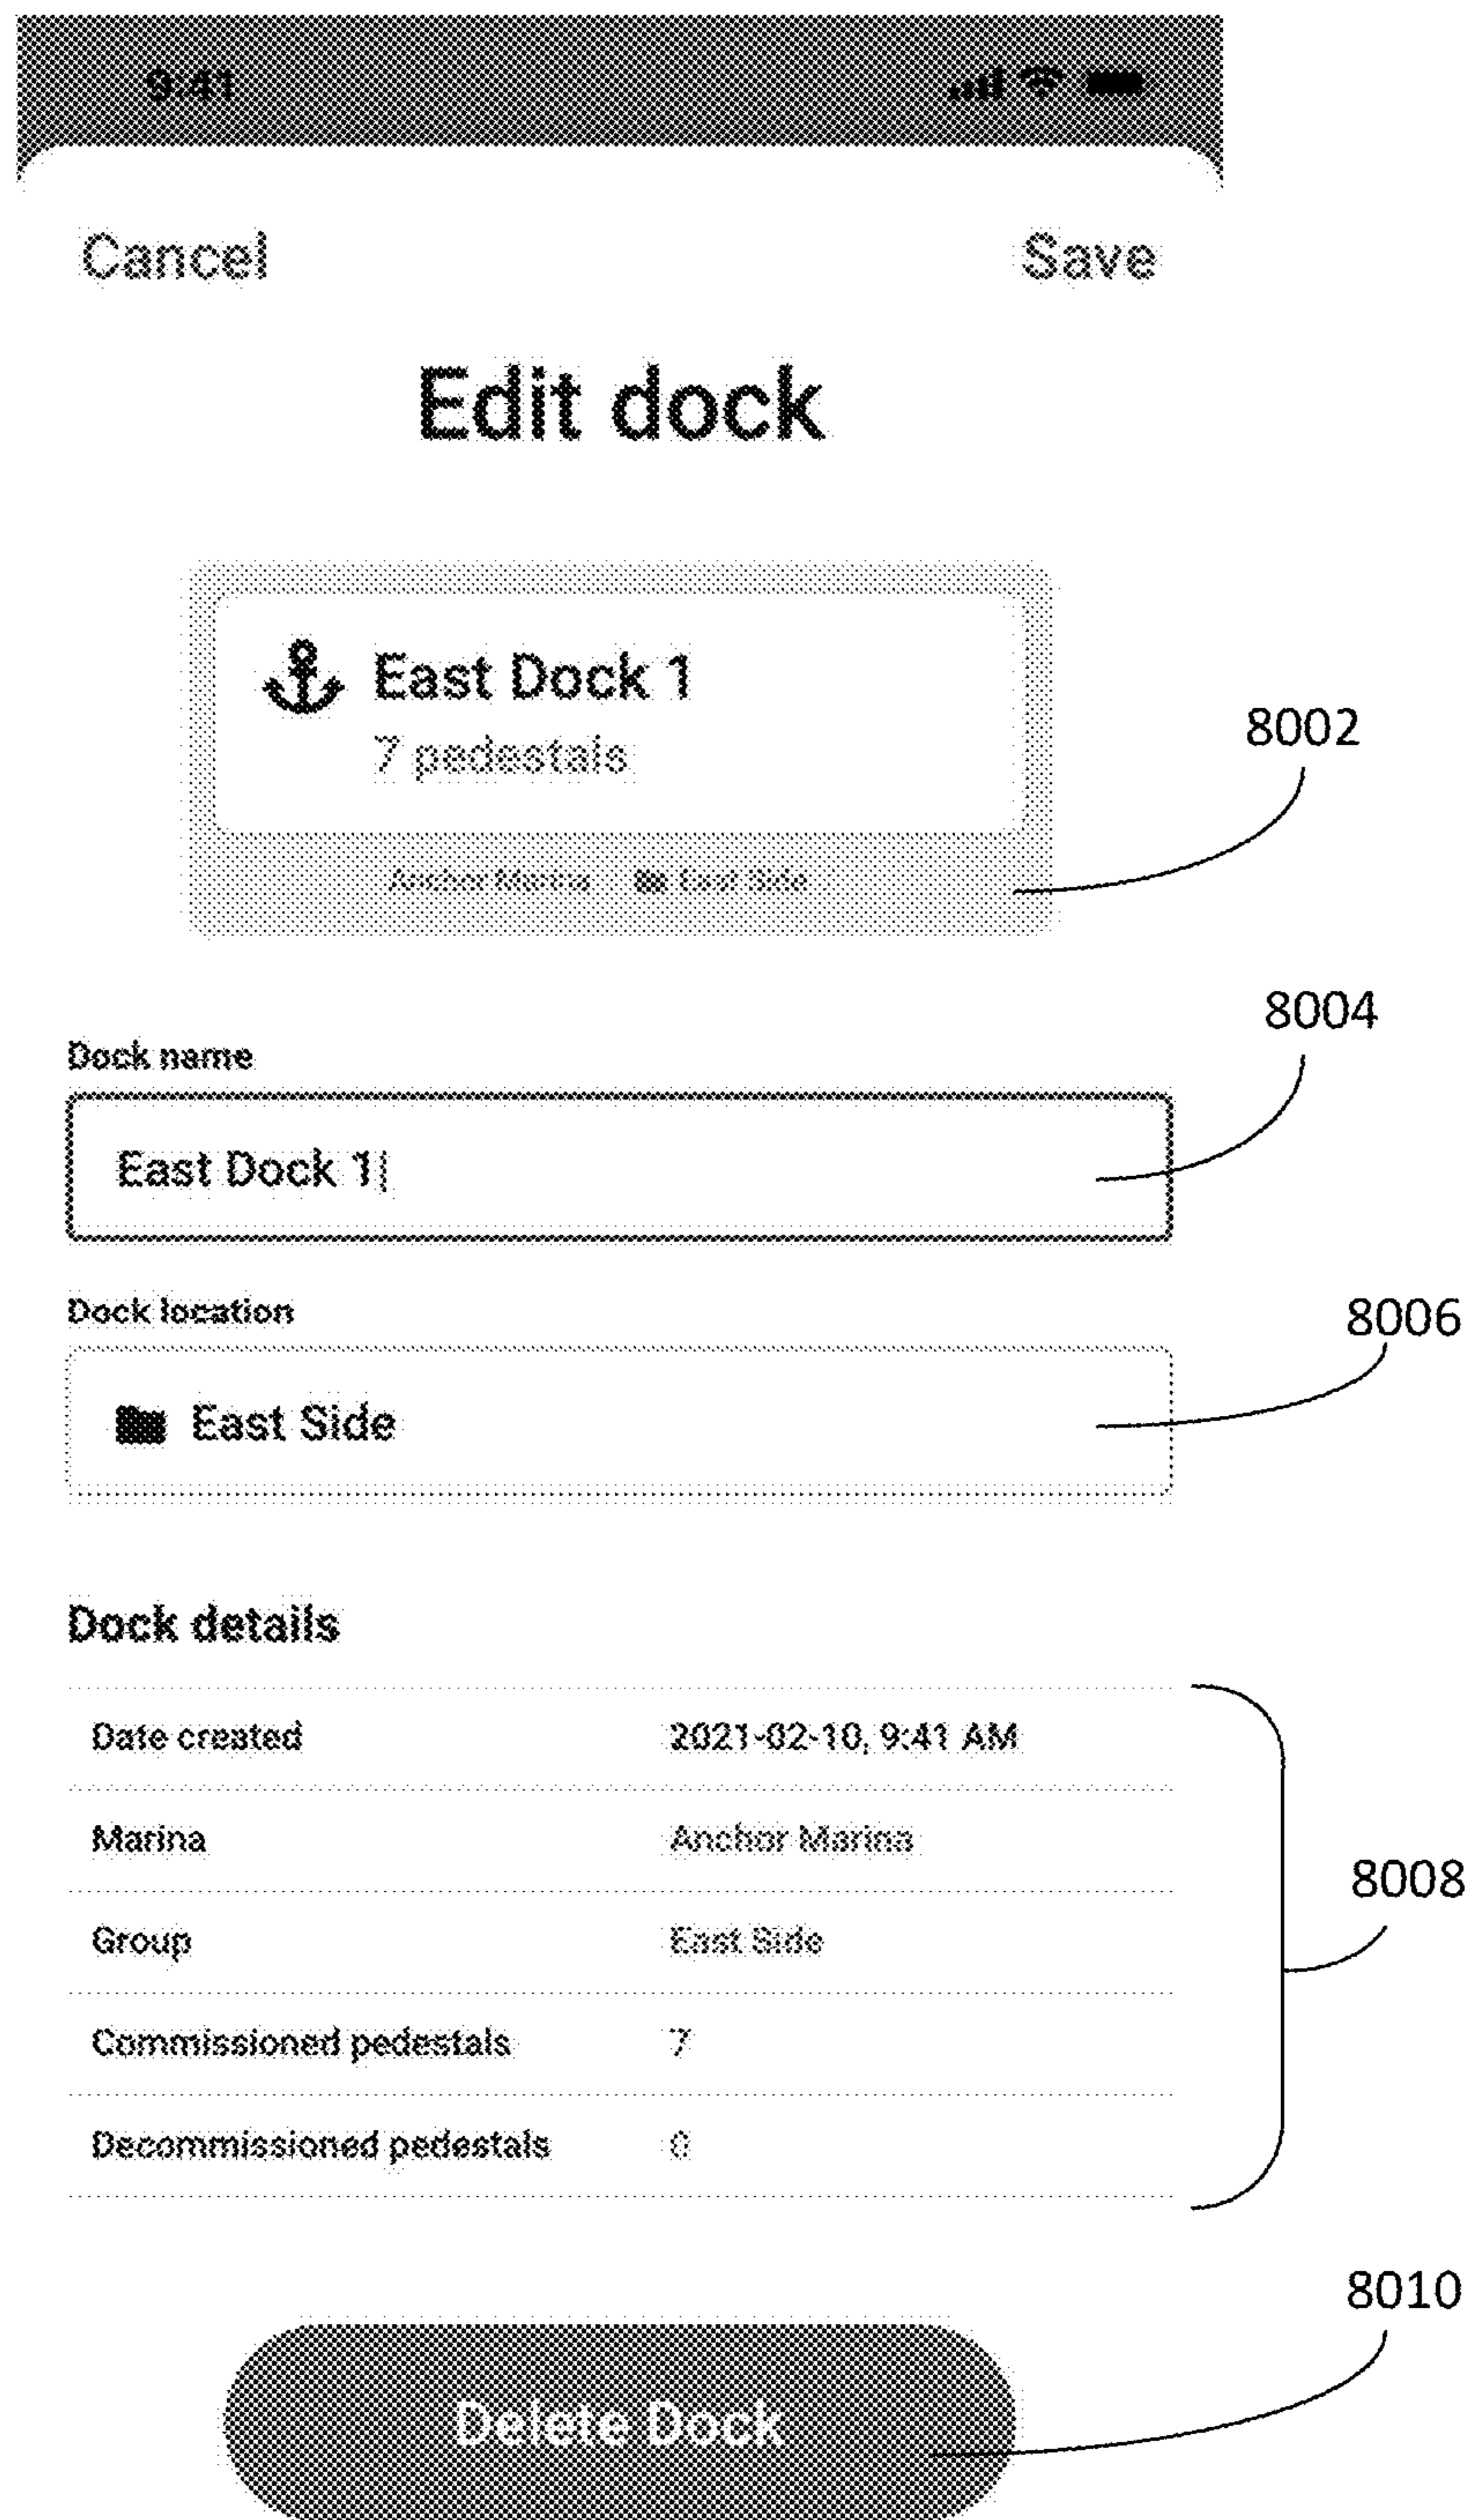 9:41
Cancel Save
Edit dock
East Dock 1
7 pedestals
8002
Anchor Marina East Side
8004
Dock name
East Dock 1
Dock location
8006
East Side
Dock details
Date created 2021-02-10, 9:41 AM
Marina Anchor Marina
8008
Group East Side
Commissioned pedestals 7
Decommissioned pedestals 0
8010
Delete Dock